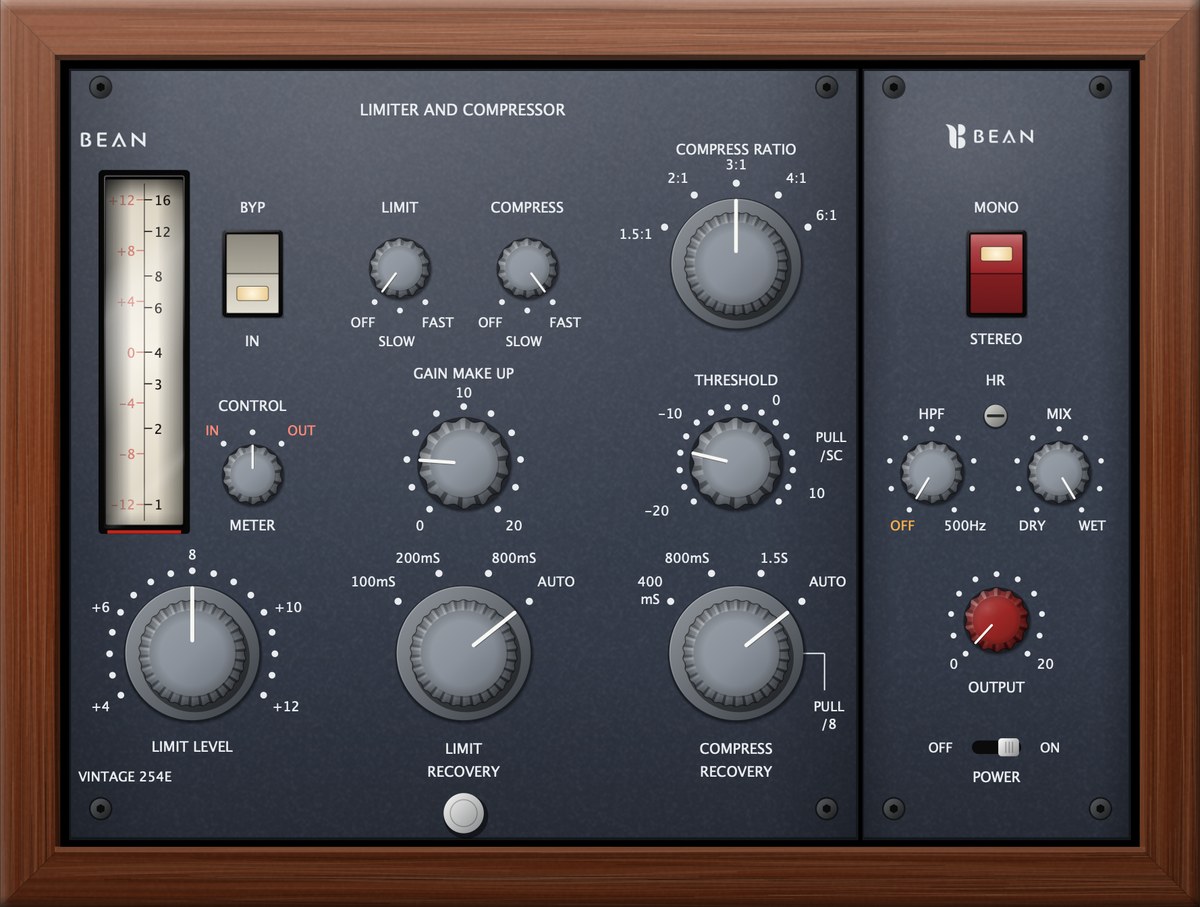 LIMITER AND COMPRESSOR
BEAN
BEAN
COMPRESS RATIO
1.5:1
2:1
3:1
4:1
6:1
+12 16
12
+8
8
+4
6
0 4
3
-4
2
-8
-12 1
BYP
IN
LIMIT
OFF
SLOW
FAST
COMPRESS
OFF
SLOW
FAST
MONO
STEREO
CONTROL
IN
OUT
METER
GAIN MAKE UP
0
10
20
THRESHOLD
-20
-10
0
10
PULL
/SC
HR
HPF
OFF
500Hz
MIX
DRY
WET
+4
+6
8
+10
+12
LIMIT LEVEL
100mS
200mS
800mS
AUTO
LIMIT
RECOVERY
400
mS
800mS
1.5S
AUTO
PULL
/8
COMPRESS
RECOVERY
0
20
OUTPUT
OFF
ON
POWER
VINTAGE 254E